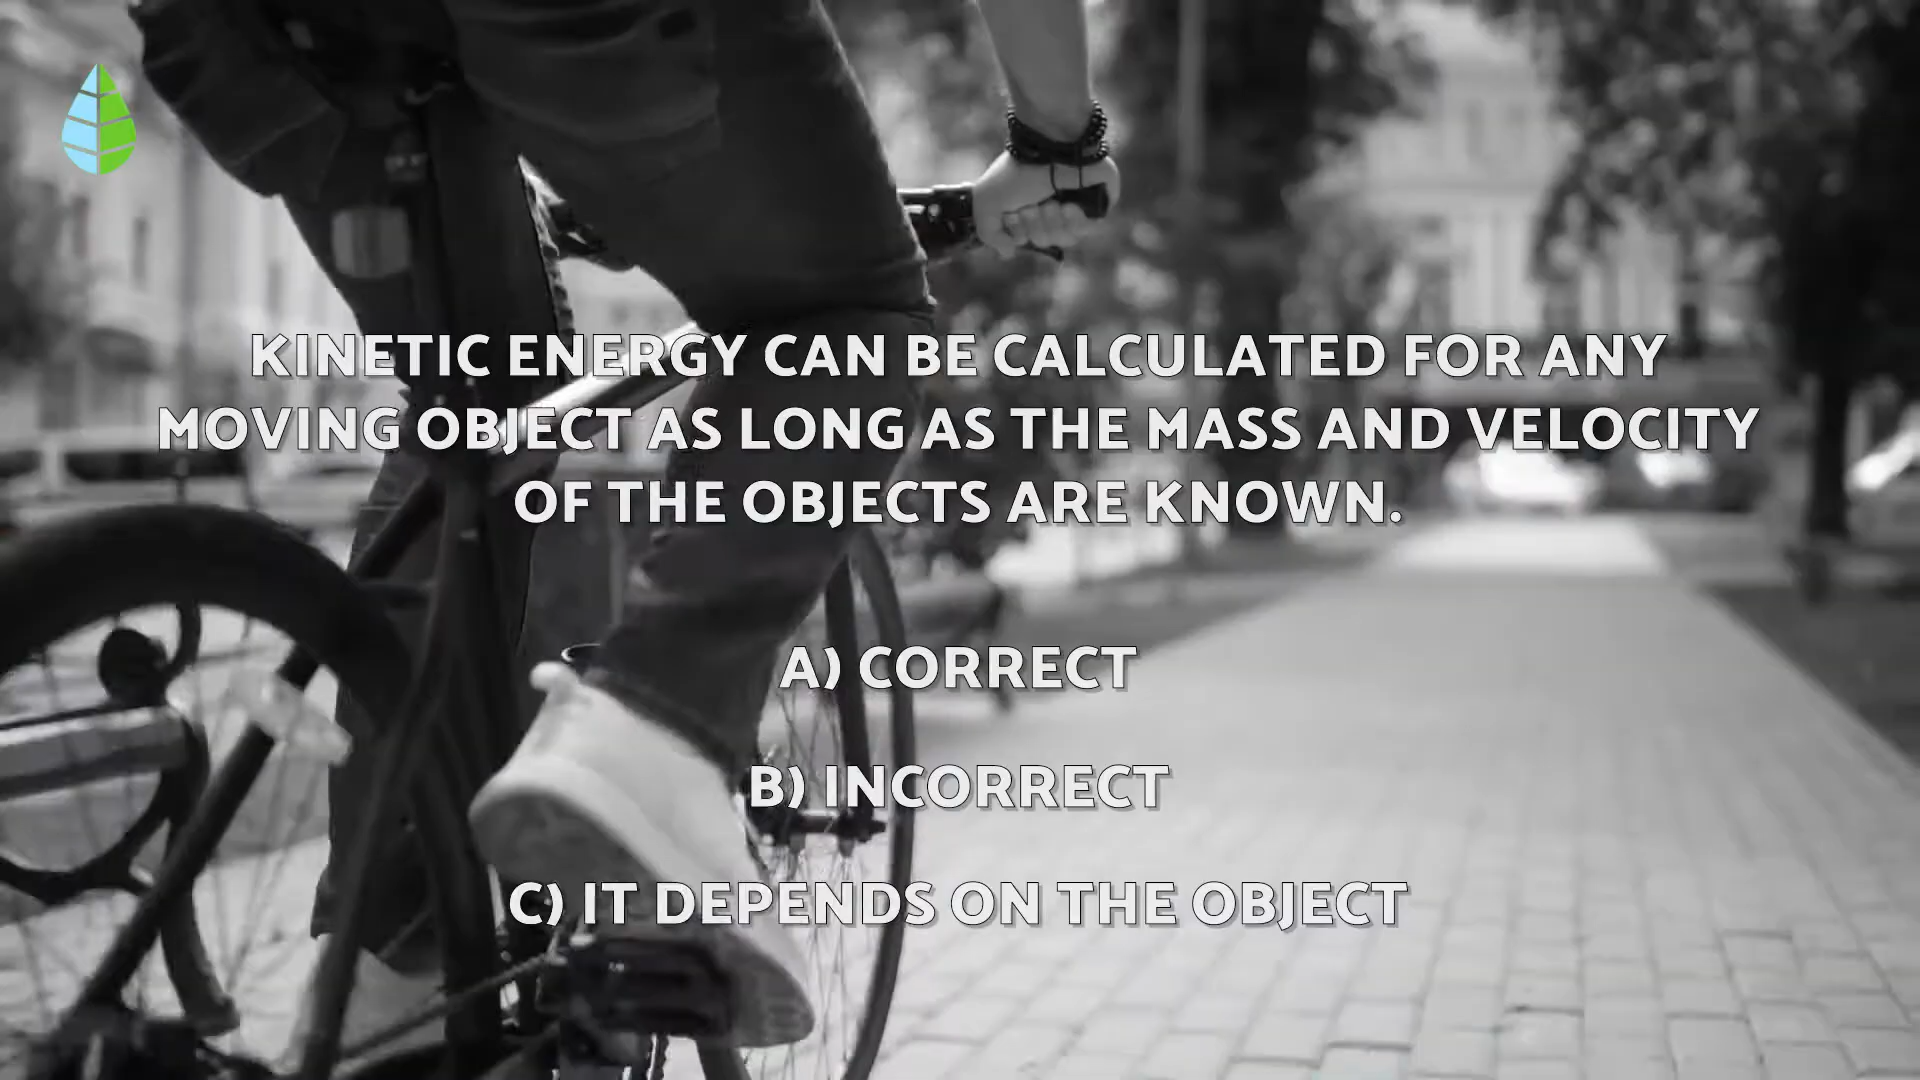 KINETIC ENERGY CAN BE CALCULATED FOR ANY
MOVING OBJECT AS LONG AS THE MASS AND VELOCITY
OF THE OBJECTS ARE KNOWN.
A) CORRECT
B) INCORRECT
C) IT DEPENDS ON THE OBJECT